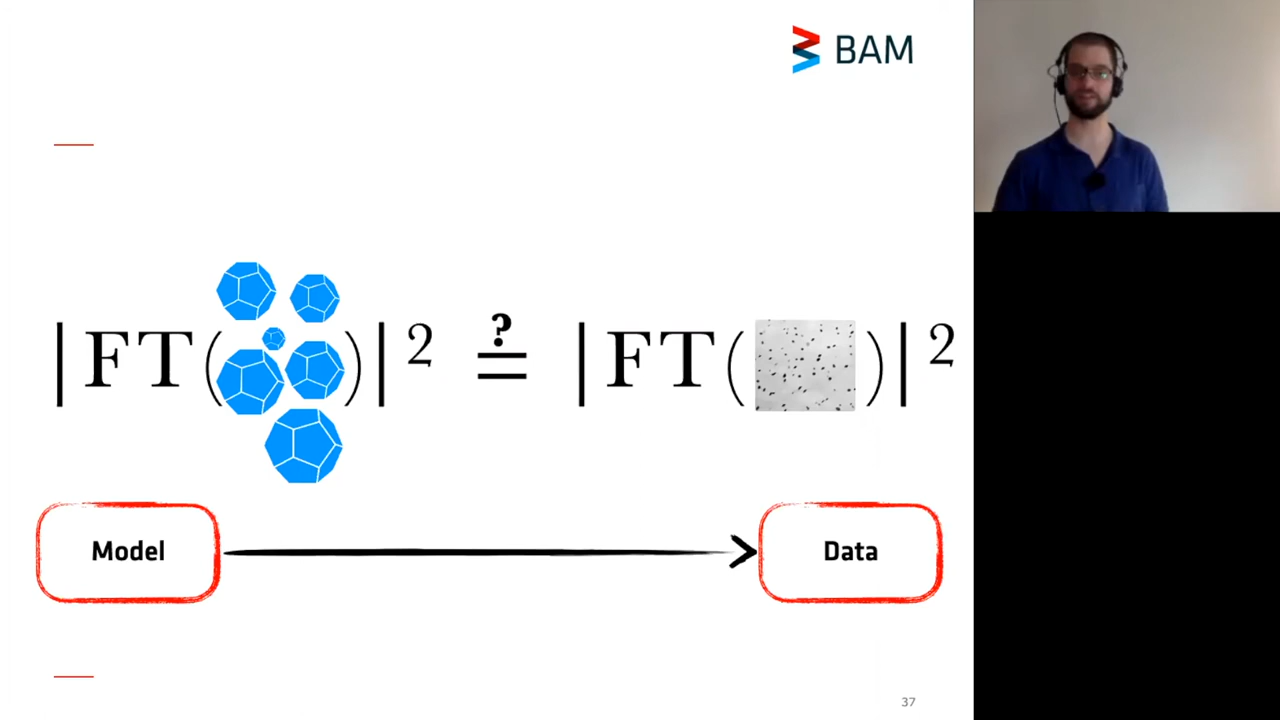 BAM
|FT( )|² ≟ |FT( )|²
Model
Data
37